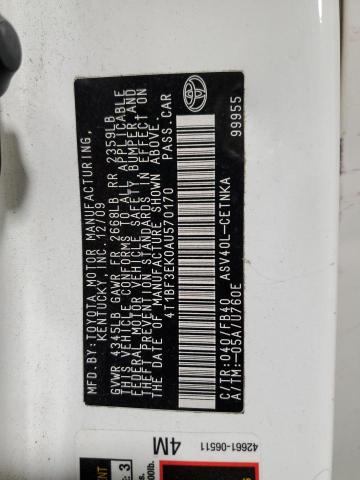 MFD.BY:TOYOTA MOTOR MANUFACTURING,
KENTUCKY, INC. 12/09
GVWR 4345LB GAWR FR 2668LB RR 2359LB
THIS VEHICLE CONFORMS TO ALL APPLICABLE
FEDERAL MOTOR VEHICLE SAFETY, BUMPER AND
THEFT PREVENTION STANDARDS IN EFFECT ON
THE DATE OF MANUFACTURE SHOWN ABOVE.
4T1BF3EK0AU570170 PASS.CAR
C/TR:040/FB40 ASV40L-CETNKA
A/TM:-05A/U760E 99955
42661-06511
4M
3